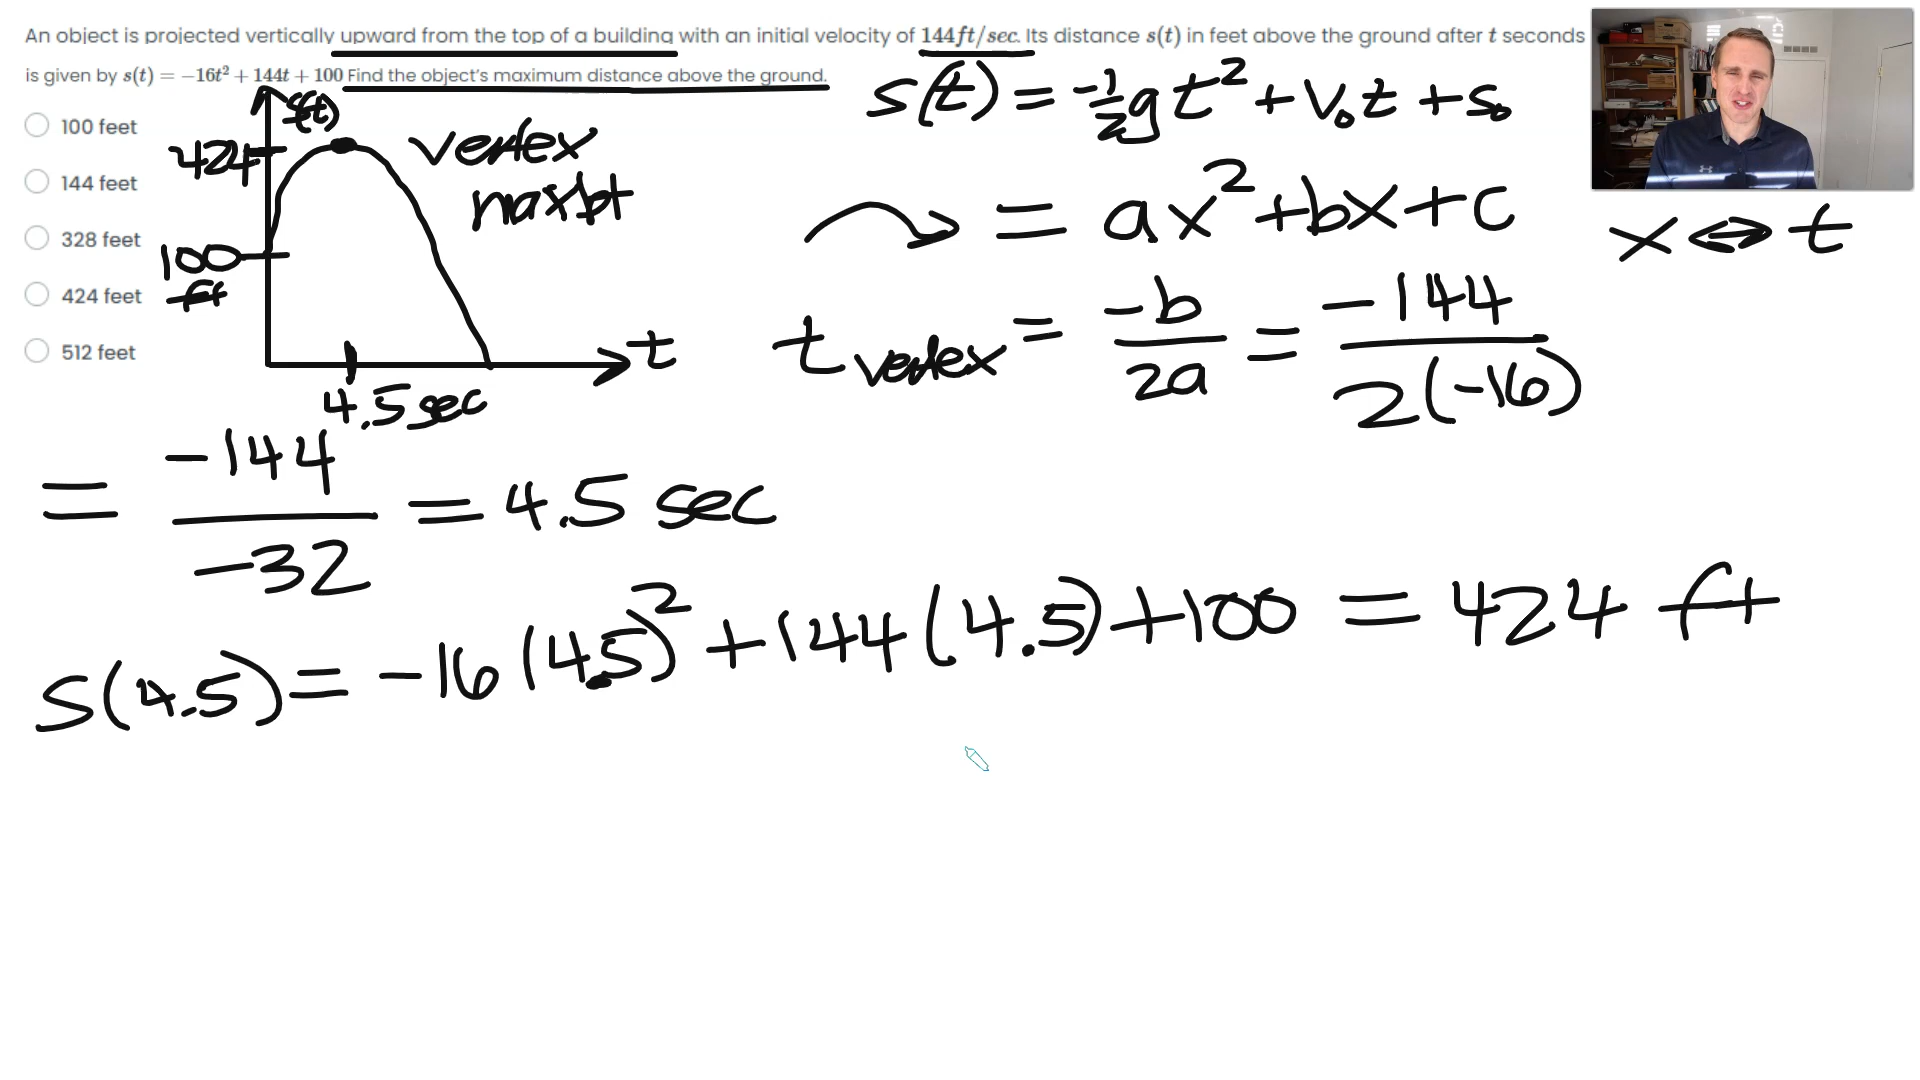 An object is projected vertically upward from the top of a building with an initial velocity of 144ft/sec. Its distance s(t) in feet above the ground after t seconds
is given by s(t) = −16t² + 144t + 100 Find the object's maximum distance above the ground.
100 feet
144 feet
328 feet
424 feet
512 feet
s(t)
424
vertex
max pt
100
ft
t
4.5 sec
s(t) = -1/2 g t² + V₀t + s₀
= ax² + bx + c
x ⟺ t
t vertex = -b/2a = -144/2(-16)
= -144/-32 = 4.5 sec
S(4.5) = -16(4.5)² + 144(4.5) + 100 = 424 ft